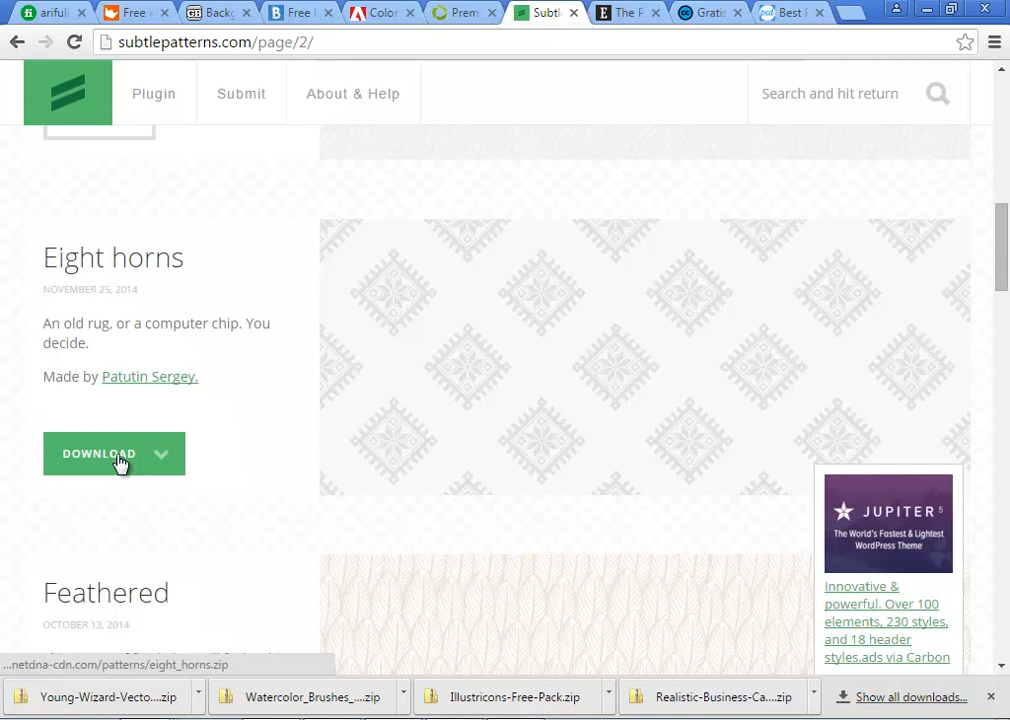 arifuli
Free
Backg
Free
Color
Prem
Subtl
The P
Gratis
Best
subtlepatterns.com/page/2/
Plugin
Submit
About & Help
Search and hit return
Eight horns
NOVEMBER 25, 2014
An old rug, or a computer chip. You
decide.
Made by Patutin Sergey.
DOWNLOAD
JUPITER 5
The World's Fastest & Lightest
WordPress Theme
Innovative &
powerful. Over 100
elements, 230 styles,
and 18 header
styles.ads via Carbon
Feathered
OCTOBER 13, 2014
...netdna-cdn.com/patterns/eight_horns.zip
Young-Wizard-Vecto....zip
Watercolor_Brushes_....zip
Illustricons-Free-Pack.zip
Realistic-Business-Ca....zip
Show all downloads...